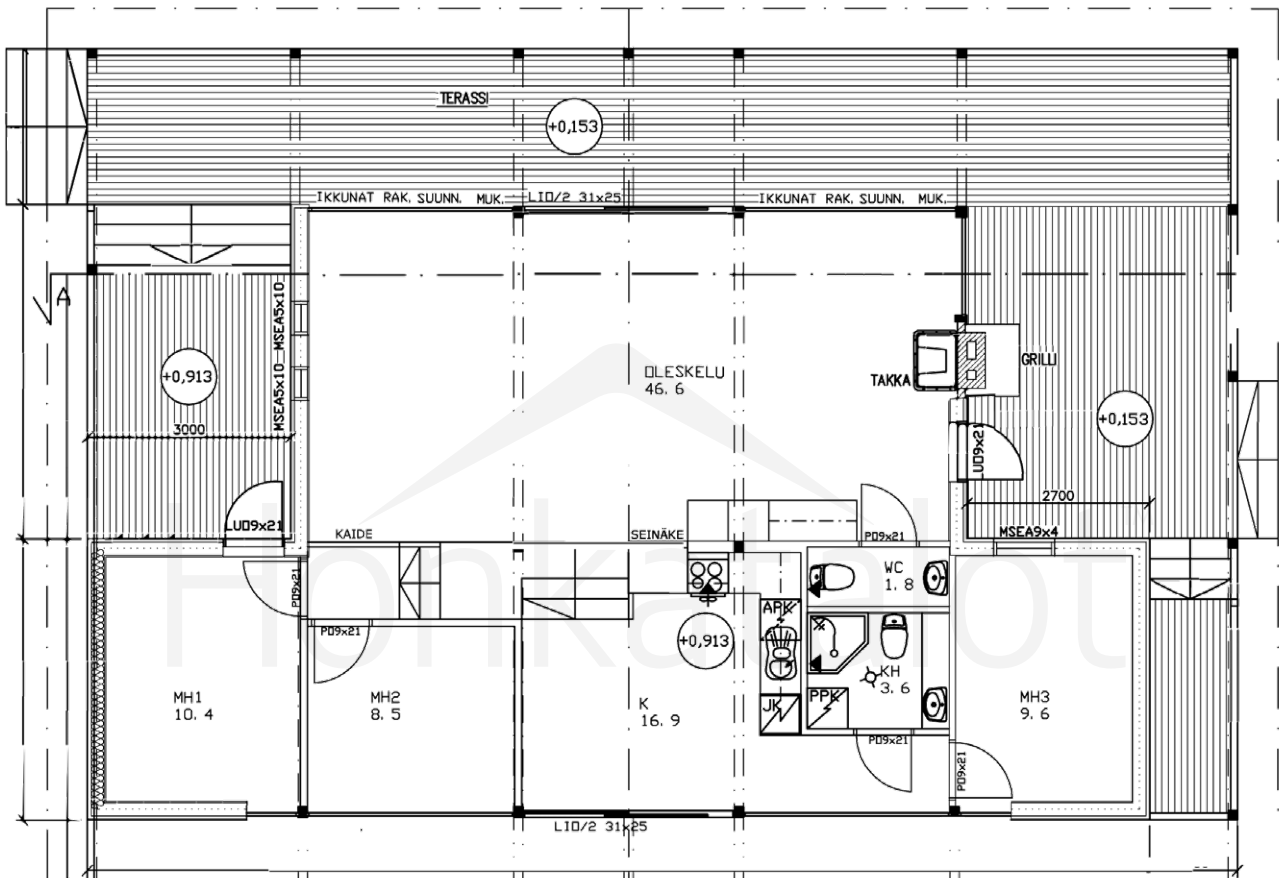 TERASSI
+0,153
IKKUNAT RAK. SUUNN. MUK.
LIO/2 31x25
IKKUNAT RAK. SUUNN. MUK.
A
MSEA5x10 MSEA5x10
+0,913
3000
OLESKELU
46. 6
TAKKA
GRILLI
+0,153
LUO9x21
2700
MSEA9x4
LUO9x21
KAIDE
SEINÄKE
PO9x21
WC
1. 8
PO9x21
PO9x21
APK
+0,913
KH
3. 6
MH1
10. 4
MH2
8. 5
K
16. 9
JK
PPK
MH3
9. 6
PO9x21
PO9x21
LIO/2 31x25
Honkatalot